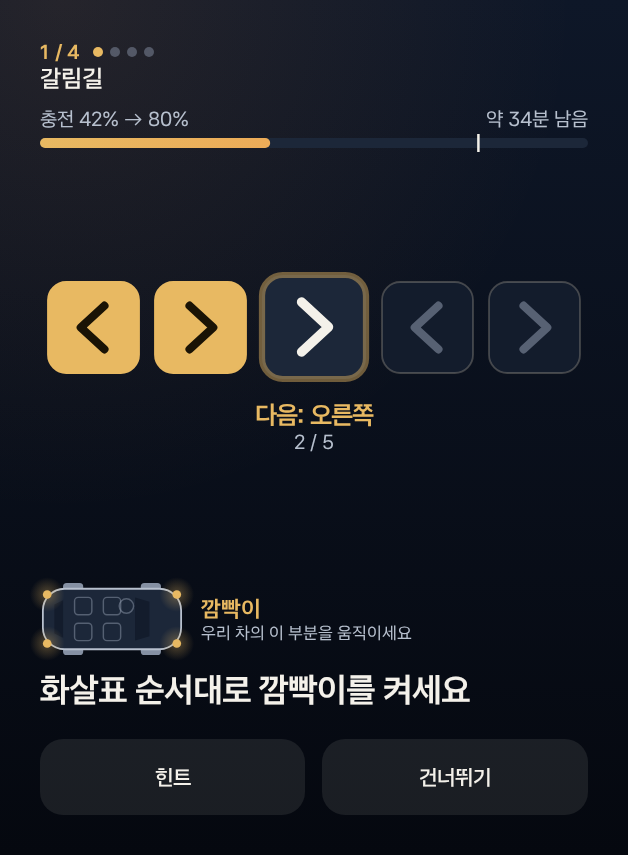 1 / 4
갈림길
충전 42% → 80%
약 34분 남음
다음: 오른쪽
2 / 5
깜빡이
우리 차의 이 부분을 움직이세요
화살표 순서대로 깜빡이를 켜세요
힌트
건너뛰기